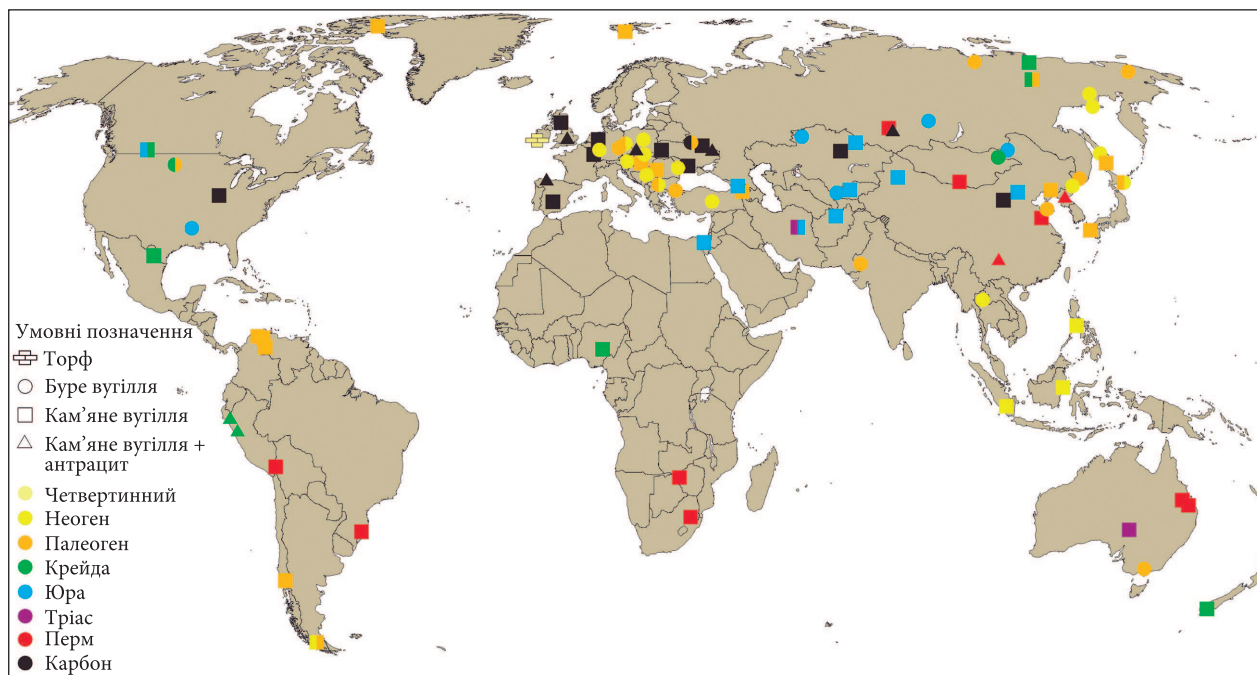 Умовні позначення
Торф
Буре вугілля
Кам’яне вугілля
Кам’яне вугілля +
антрацит
Четвертинний
Неоген
Палеоген
Крейда
Юра
Тріас
Перм
Карбон